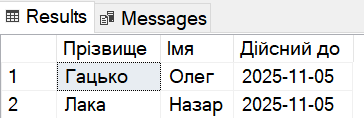 Results Messages
Прізвище Імя Дійсний до
1 Гацько Олег 2025-11-05
2 Лака Назар 2025-11-05